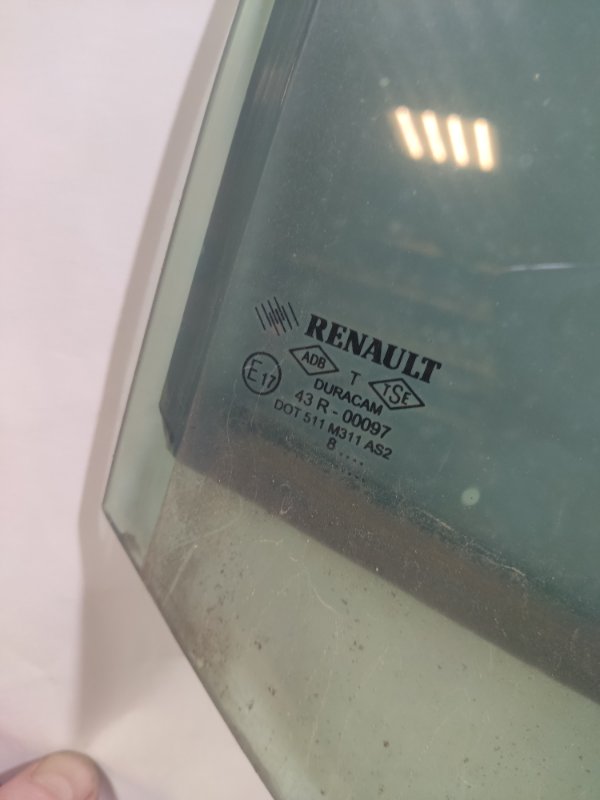 RENAULT
ADB T TSE
E17 DURACAM
43 R - 00097
DOT 511 M311 AS2
8 ....